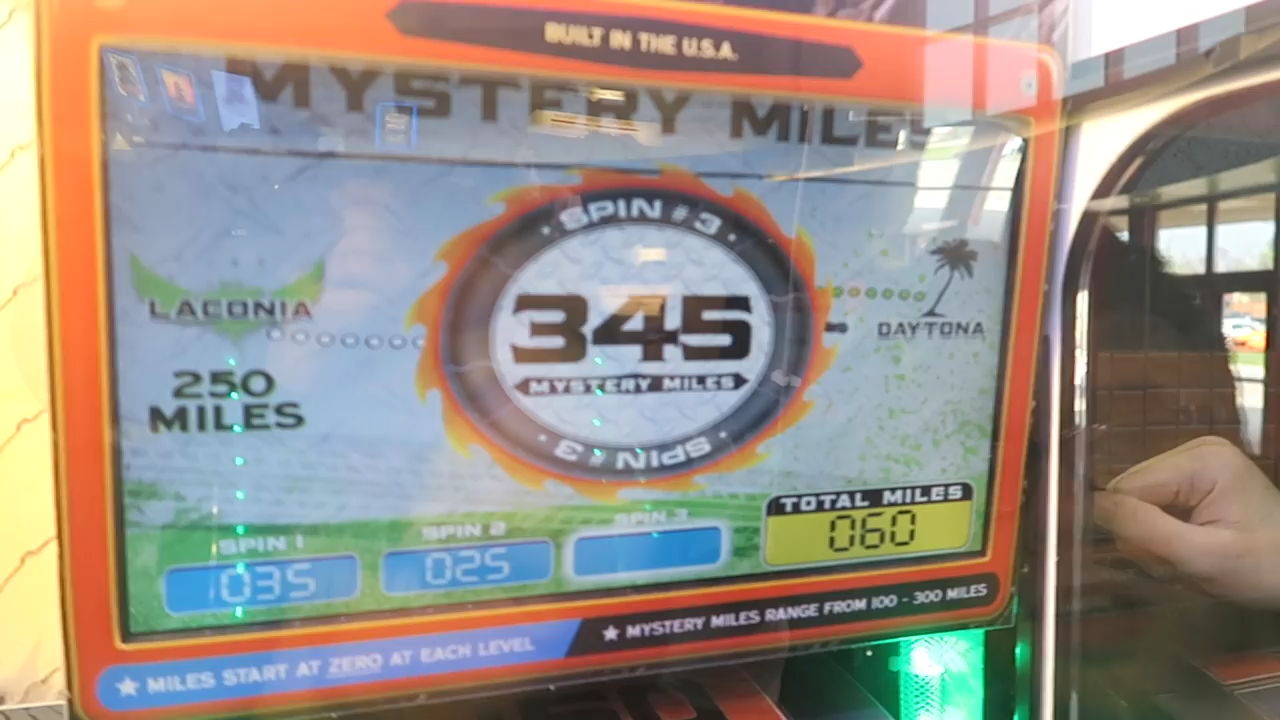 BUILT IN THE U.S.A.
MYSTERY MILES
SPIN #3
LACONIA
345
MYSTERY MILES
DAYTONA
250
MILES
SPIN #3
SPIN 1
035
SPIN 2
025
SPIN 3
TOTAL MILES
060
★ MILES START AT ZERO AT EACH LEVEL
★ MYSTERY MILES RANGE FROM 100 - 300 MILES